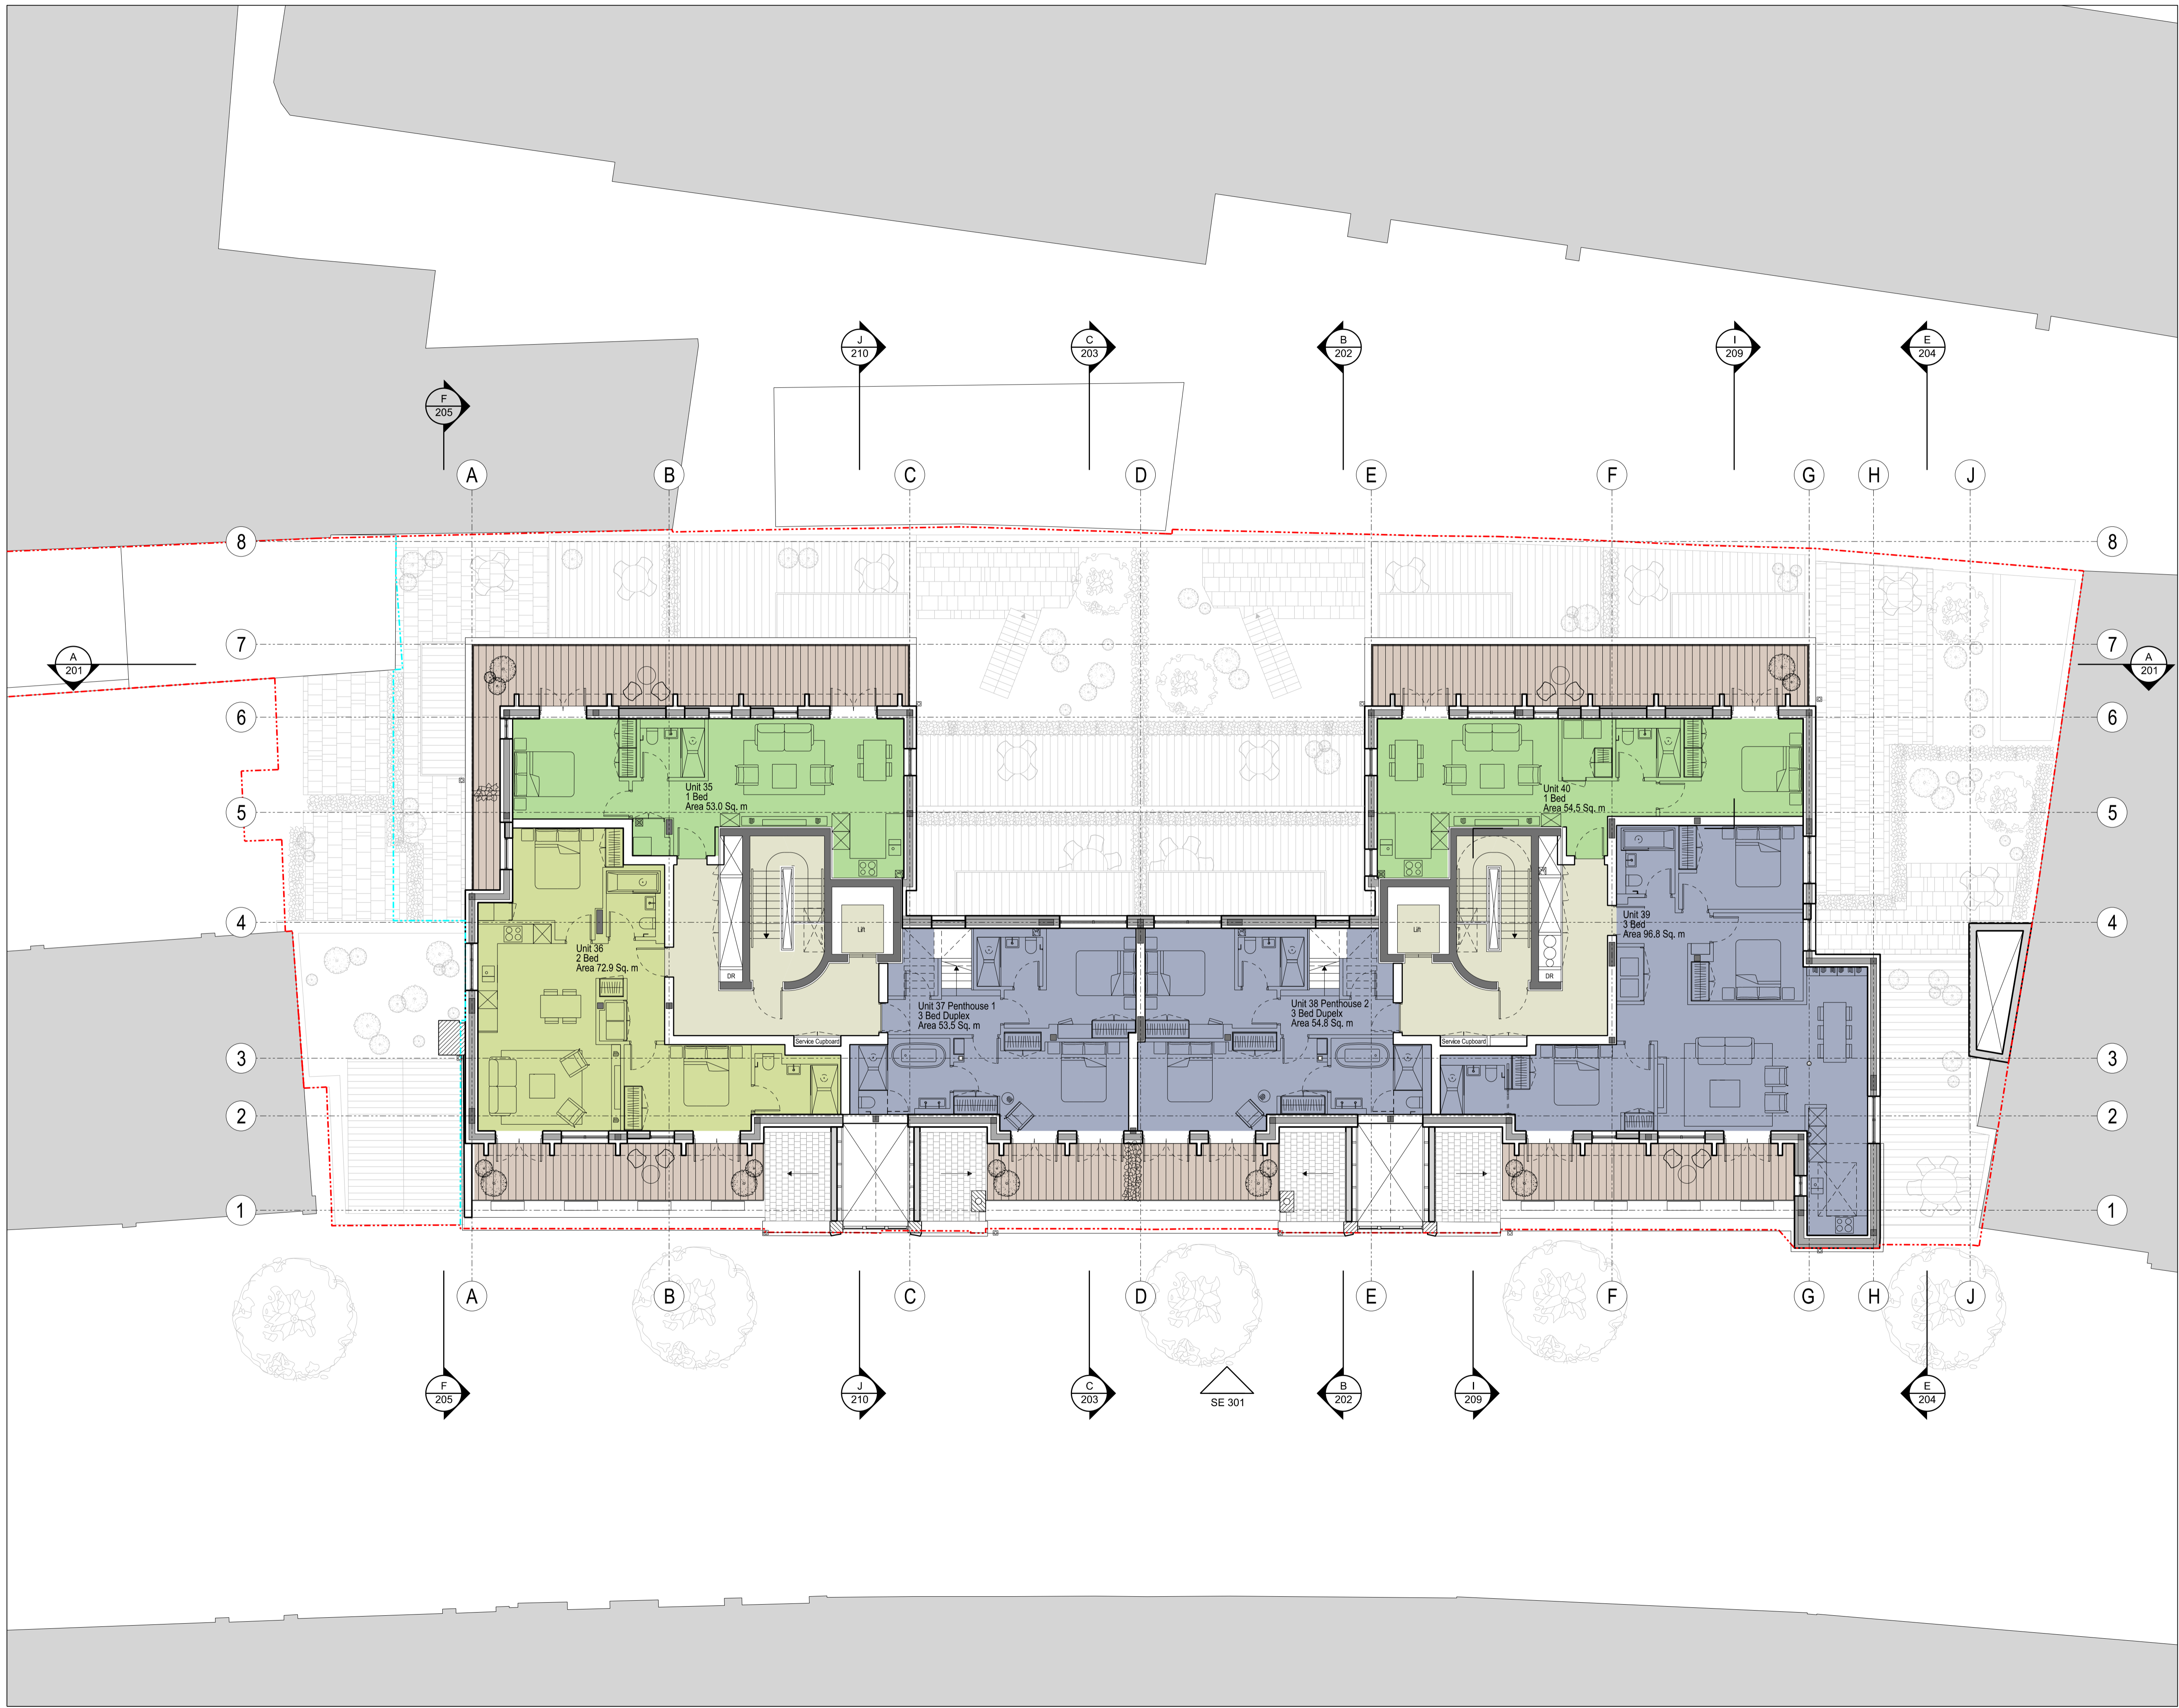 J
210
C
203
B
202
I
209
E
204
F
205
A
B
C
D
E
F
G
H
J
8
8
7
7
A
201
A
201
6
6
Unit 35
1 Bed
Area 53.0 Sq. m
Unit 40
1 Bed
Area 54.5 Sq. m
5
5
4
4
Lift
Lift
Unit 39
3 Bed
Area 96.8 Sq. m
Unit 36
2 Bed
Area 72.9 Sq. m
DR
DR
Unit 37 Penthouse 1
3 Bed Duplex
Area 53.5 Sq. m
Unit 38 Penthouse 2
3 Bed Dupelx
Area 54.8 Sq. m
Service Cupboard
Service Cupboard
3
3
2
2
1
1
A
B
C
D
E
F
G
H
J
F
205
J
210
C
203
SE 301
B
202
I
209
E
204